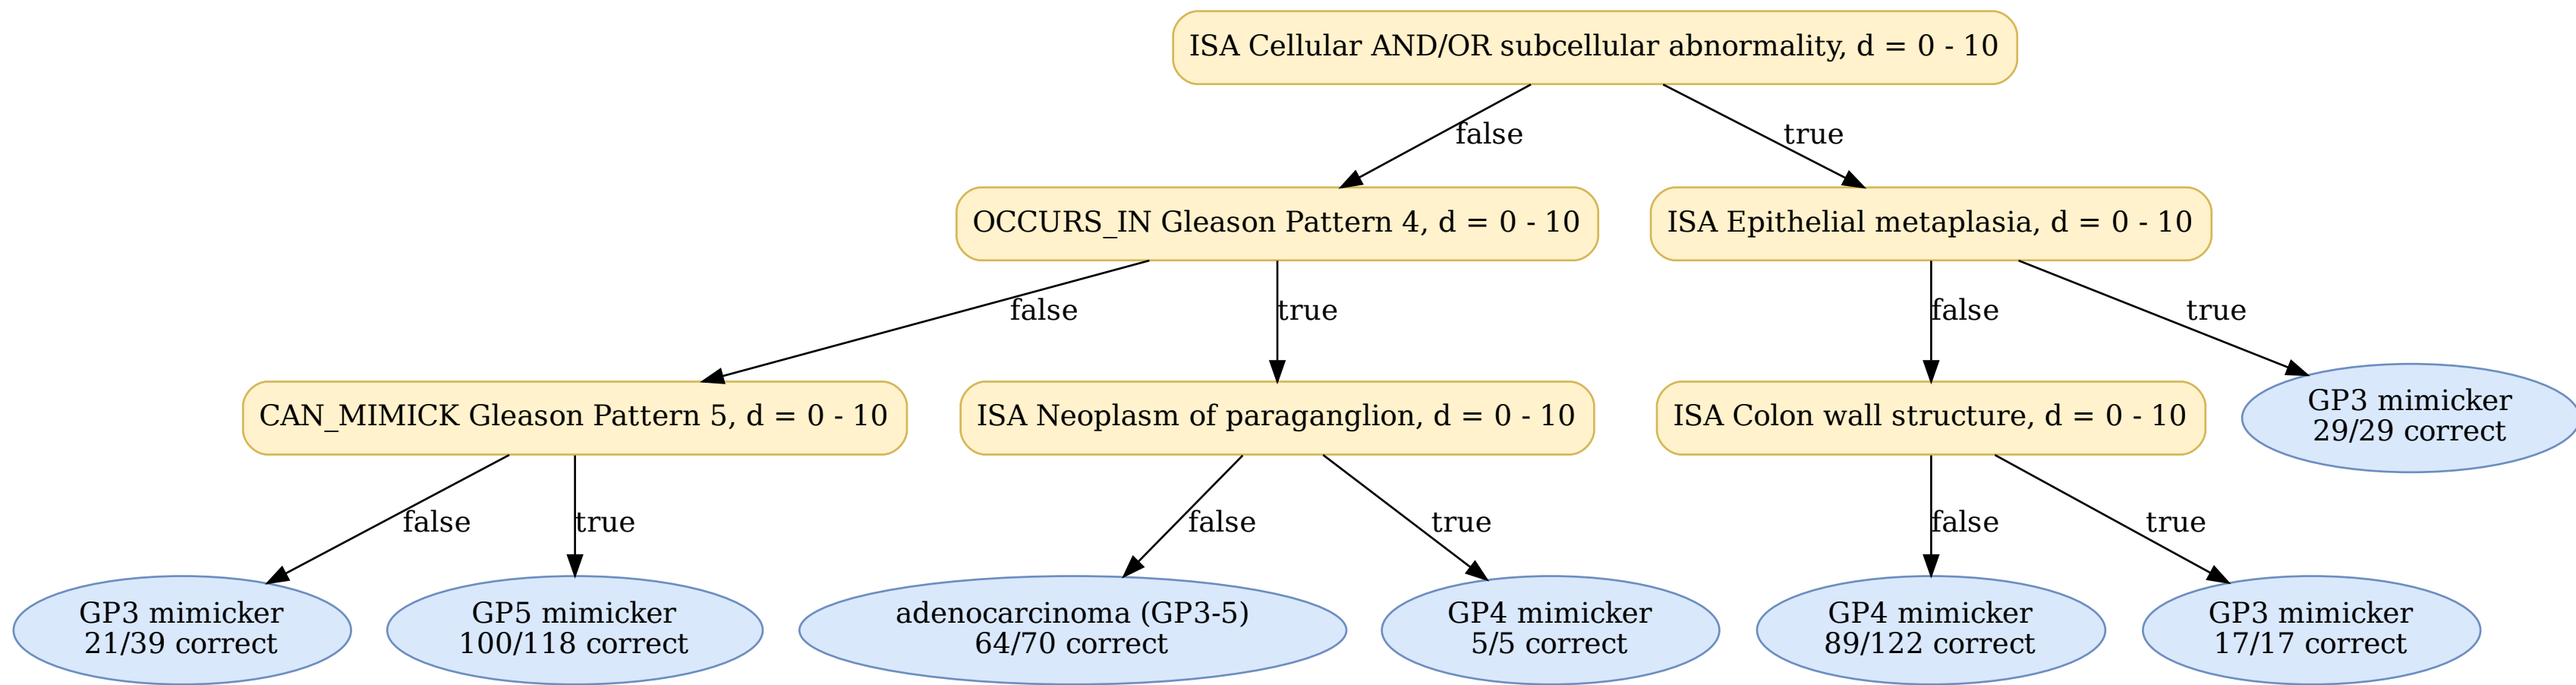 ISA Cellular AND/OR subcellular abnormality, d = 0 - 10
false
true
OCCURS_IN Gleason Pattern 4, d = 0 - 10
ISA Epithelial metaplasia, d = 0 - 10
false
true
false
true
CAN_MIMICK Gleason Pattern 5, d = 0 - 10
ISA Neoplasm of paraganglion, d = 0 - 10
ISA Colon wall structure, d = 0 - 10
GP3 mimicker
29/29 correct
false
true
false
true
false
true
GP3 mimicker
21/39 correct
GP5 mimicker
100/118 correct
adenocarcinoma (GP3-5)
64/70 correct
GP4 mimicker
5/5 correct
GP4 mimicker
89/122 correct
GP3 mimicker
17/17 correct